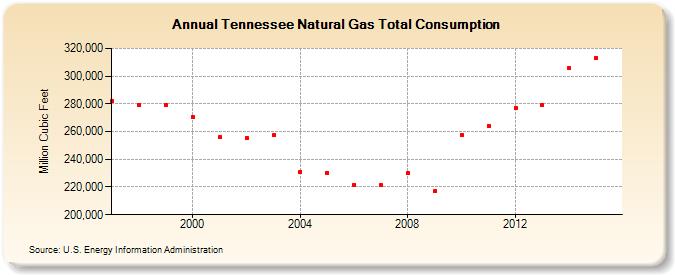 Annual Tennessee Natural Gas Total Consumption
Million Cubic Feet
320,000
300,000
280,000
260,000
240,000
220,000
200,000
2000 2004 2008 2012
Source: U.S. Energy Information Administration